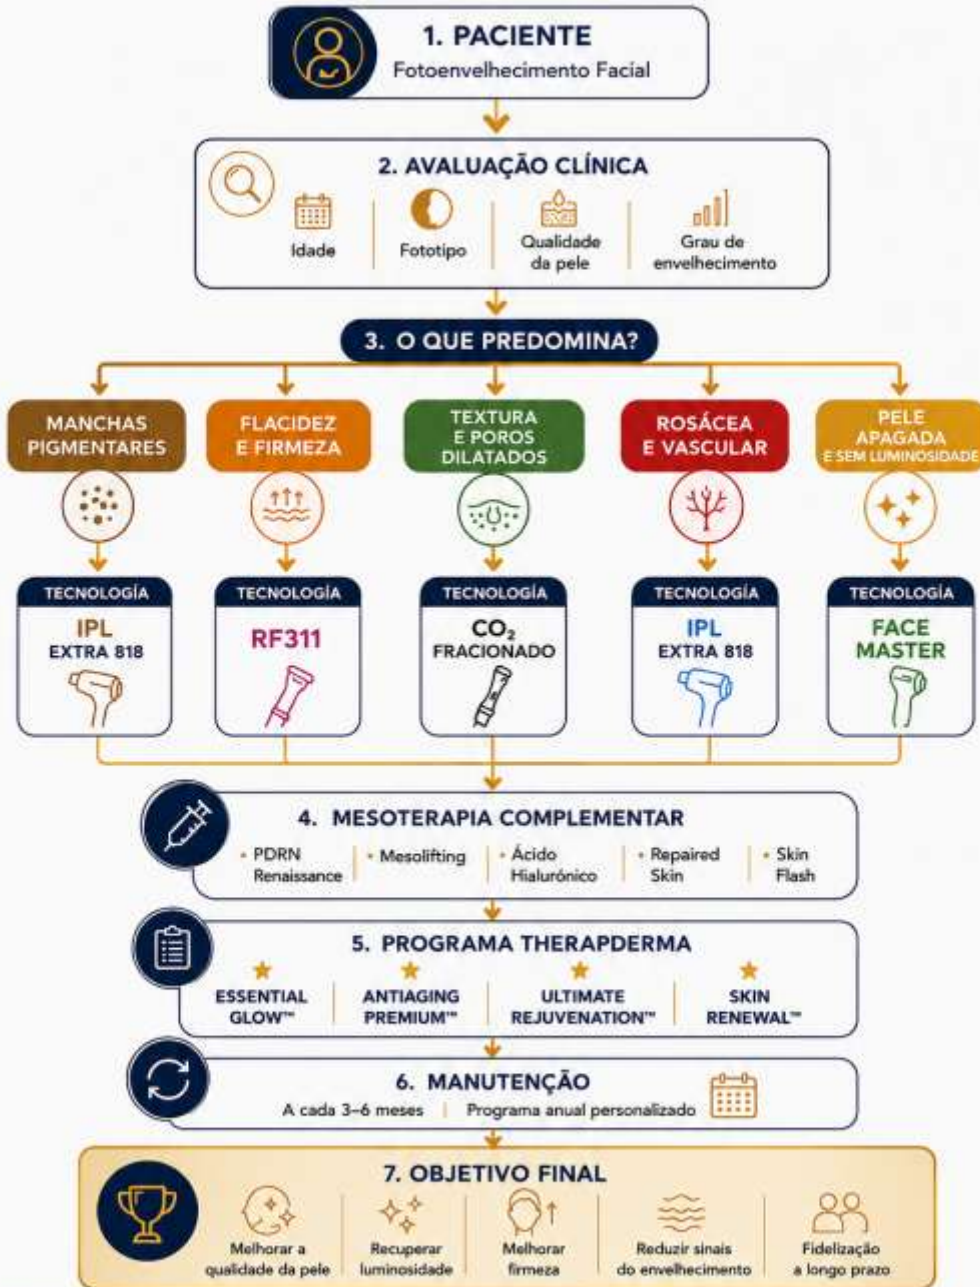 1. PACIENTE
Fotoenvelhecimento Facial
2. AVALUAÇÃO CLÍNICA
Idade
Fototipo
Qualidade
da pele
Grau de
envelhecimento
3. O QUE PREDOMINA?
MANCHAS
PIGMENTARES
FLACIDEZ
E FIRMEZA
TEXTURA
E POROS
DILATADOS
ROSÁCEA
E VASCULAR
PELE
APAGADA
E SEM LUMINOSIDADE
TECNOLOGÍA
IPL
EXTRA 818
TECNOLOGÍA
RF311
TECNOLOGÍA
CO₂
FRACIONADO
TECNOLOGÍA
IPL
EXTRA 818
TECNOLOGÍA
FACE
MASTER
4. MESOTERAPIA COMPLEMENTAR
• PDRN
Renaissance
• Mesolifting
• Ácido
Hialurónico
• Repaired
Skin
• Skin
Flash
5. PROGRAMA THERAPDERMA
ESSENTIAL
GLOW™
ANTIAGING
PREMIUM™
ULTIMATE
REJUVENATION™
SKIN
RENEWAL™
6. MANUTENÇÃO
A cada 3–6 meses
Programa anual personalizado
7. OBJETIVO FINAL
Melhorar a
qualidade da pele
Recuperar
luminosidade
Melhorar
firmeza
Reduzir sinais
do envelhecimento
Fidelização
a longo prazo